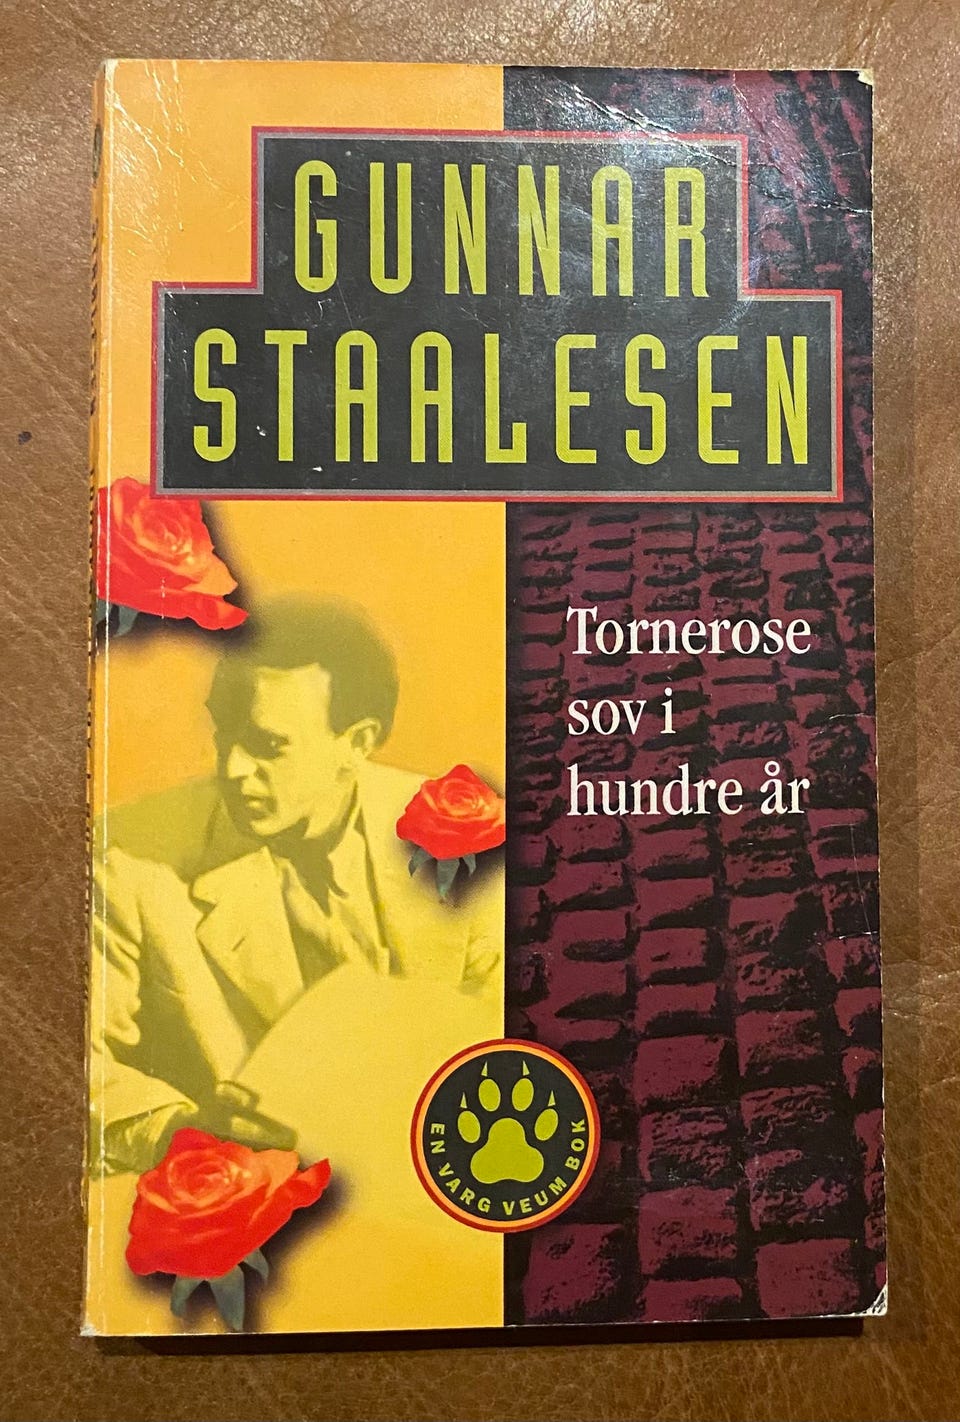 GUNNAR
STAALESEN
Tornerose
sov i
hundre år
EN VARG VEUM BOK